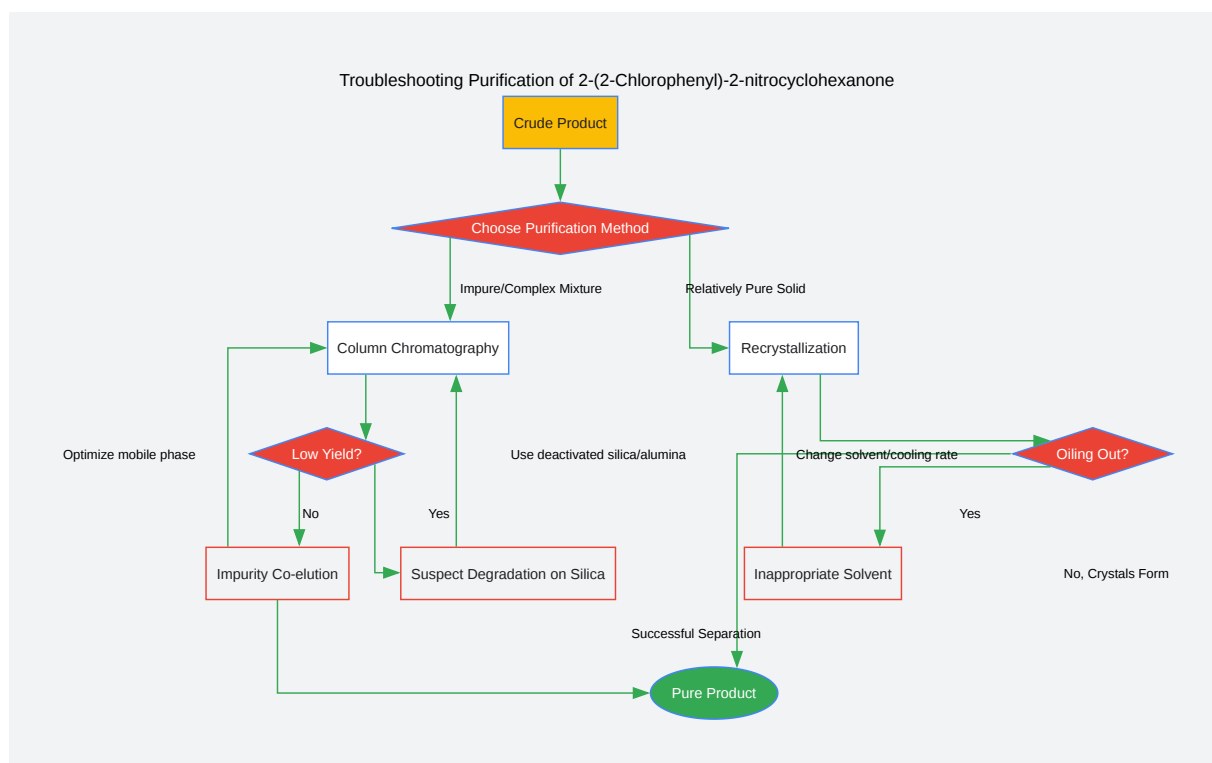 Troubleshooting Purification of 2-(2-Chlorophenyl)-2-nitrocyclohexanone
Crude Product
Choose Purification Method
Impure/Complex Mixture
Relatively Pure Solid
Column Chromatography
Recrystallization
Optimize mobile phase
Low Yield?
Use deactivated silica/alumina
Change solvent/cooling rate
Oiling Out?
No
Yes
Yes
Impurity Co-elution
Suspect Degradation on Silica
Inappropriate Solvent
No, Crystals Form
Successful Separation
Pure Product